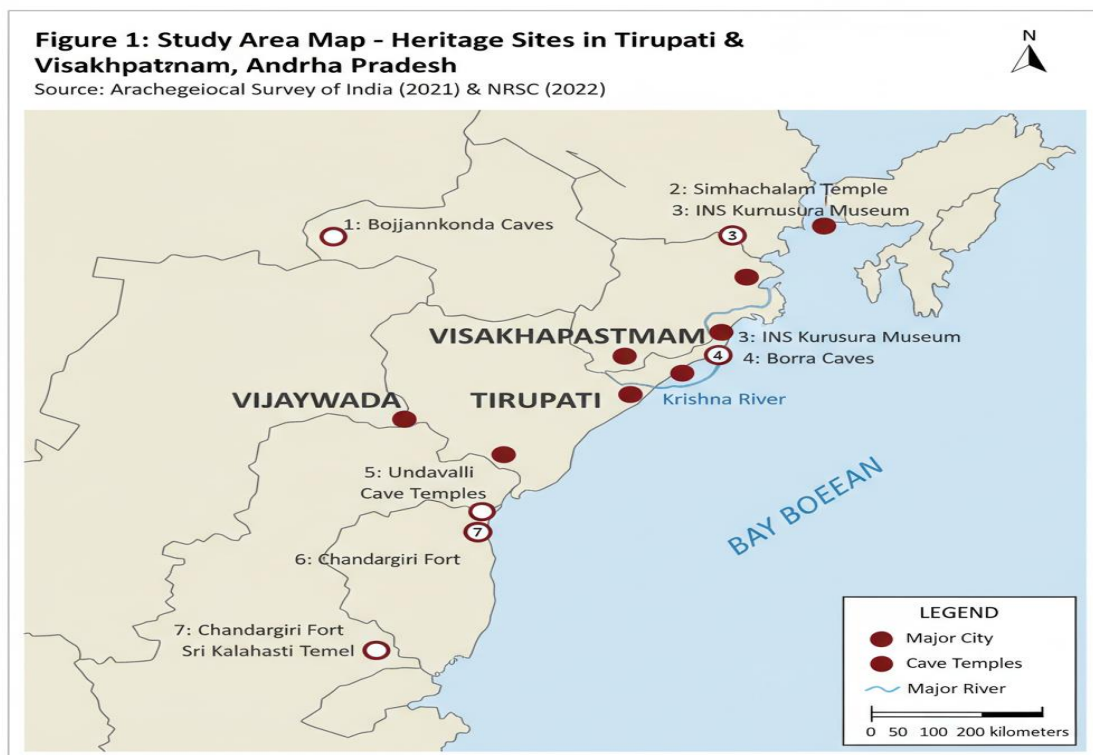 Figure 1: Study Area Map - Heritage Sites in Tirupati &
Visakhpatnam, Andrha Pradesh
Source: Arachegeiocal Survey of India (2021) & NRSC (2022)
N
2: Simhachalam Temple
3: INS Kumusura Museum
1: Bojjannkonda Caves
3
VISAKHAPASTMAM
3: INS Kurusura Museum
4
4: Borra Caves
VIJAYWADA
TIRUPATI
Krishna River
5: Undavalli
Cave Temples
7
6: Chandargiri Fort
BAY BOEEAN
7: Chandargiri Fort
Sri Kalahasti Temel
LEGEND
Major City
Cave Temples
Major River
0 50 100 200 kilometers